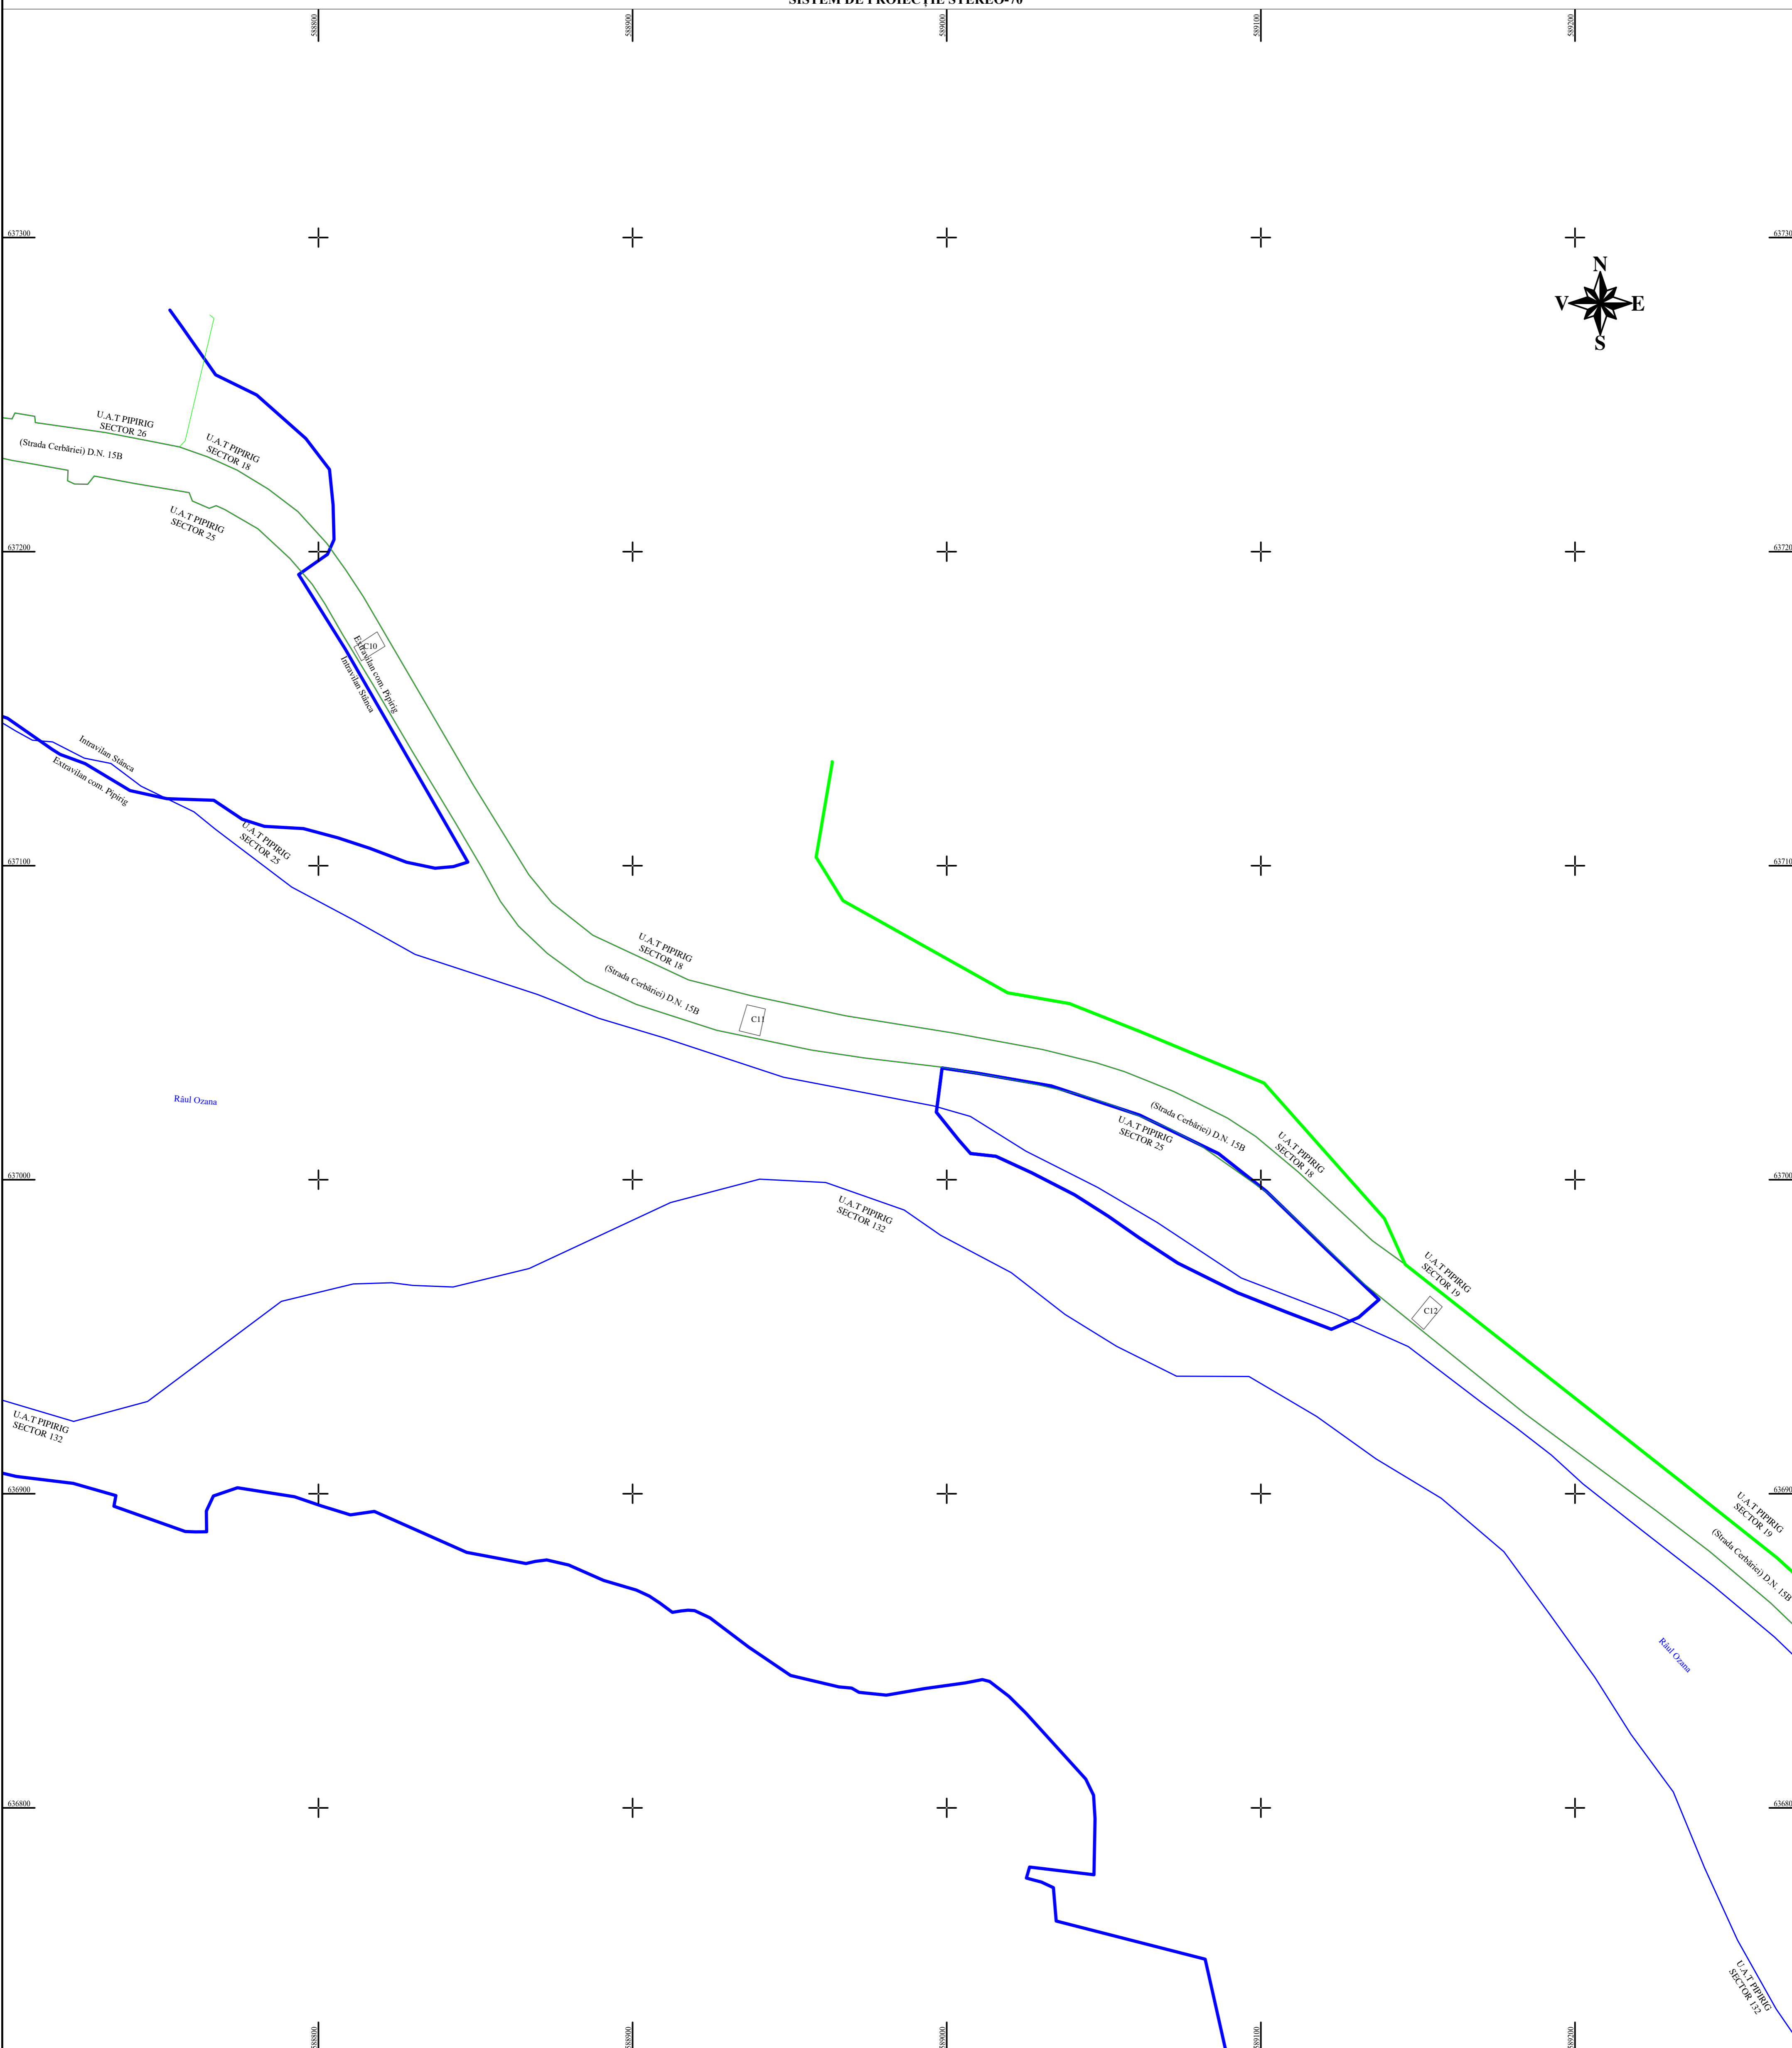 SISTEM DE PROIECȚIE STEREO-70
588800
588900
589000
589100
589200
637300
N
V
E
S
U.A.T PIPIRIG
SECTOR 26
(Strada Cerbăriei) D.N. 15B
U.A.T PIPIRIG
SECTOR 18
U.A.T PIPIRIG
SECTOR 25
637200
637200
C10
Extravilan com. Pipirig
Intravilan Stânca
Intravilan Stânca
Extravilan com. Pipirig
U.A.T PIPIRIG
SECTOR 25
637100
637100
U.A.T PIPIRIG
SECTOR 18
(Strada Cerbăriei) D.N. 15B
C11
Râul Ozana
(Strada Cerbăriei) D.N. 15B
U.A.T PIPIRIG
SECTOR 25
U.A.T PIPIRIG
SECTOR 18
637000
637000
U.A.T PIPIRIG
SECTOR 132
U.A.T PIPIRIG
SECTOR 19
C12
U.A.T PIPIRIG
SECTOR 132
636900
U.A.T PIPIRIG
SECTOR 19
(Strada Cerbăriei) D.N. 15B
Râul Ozana
636800
U.A.T PIPIRIG
SECTOR 132
588800
588900
589000
589100
589200